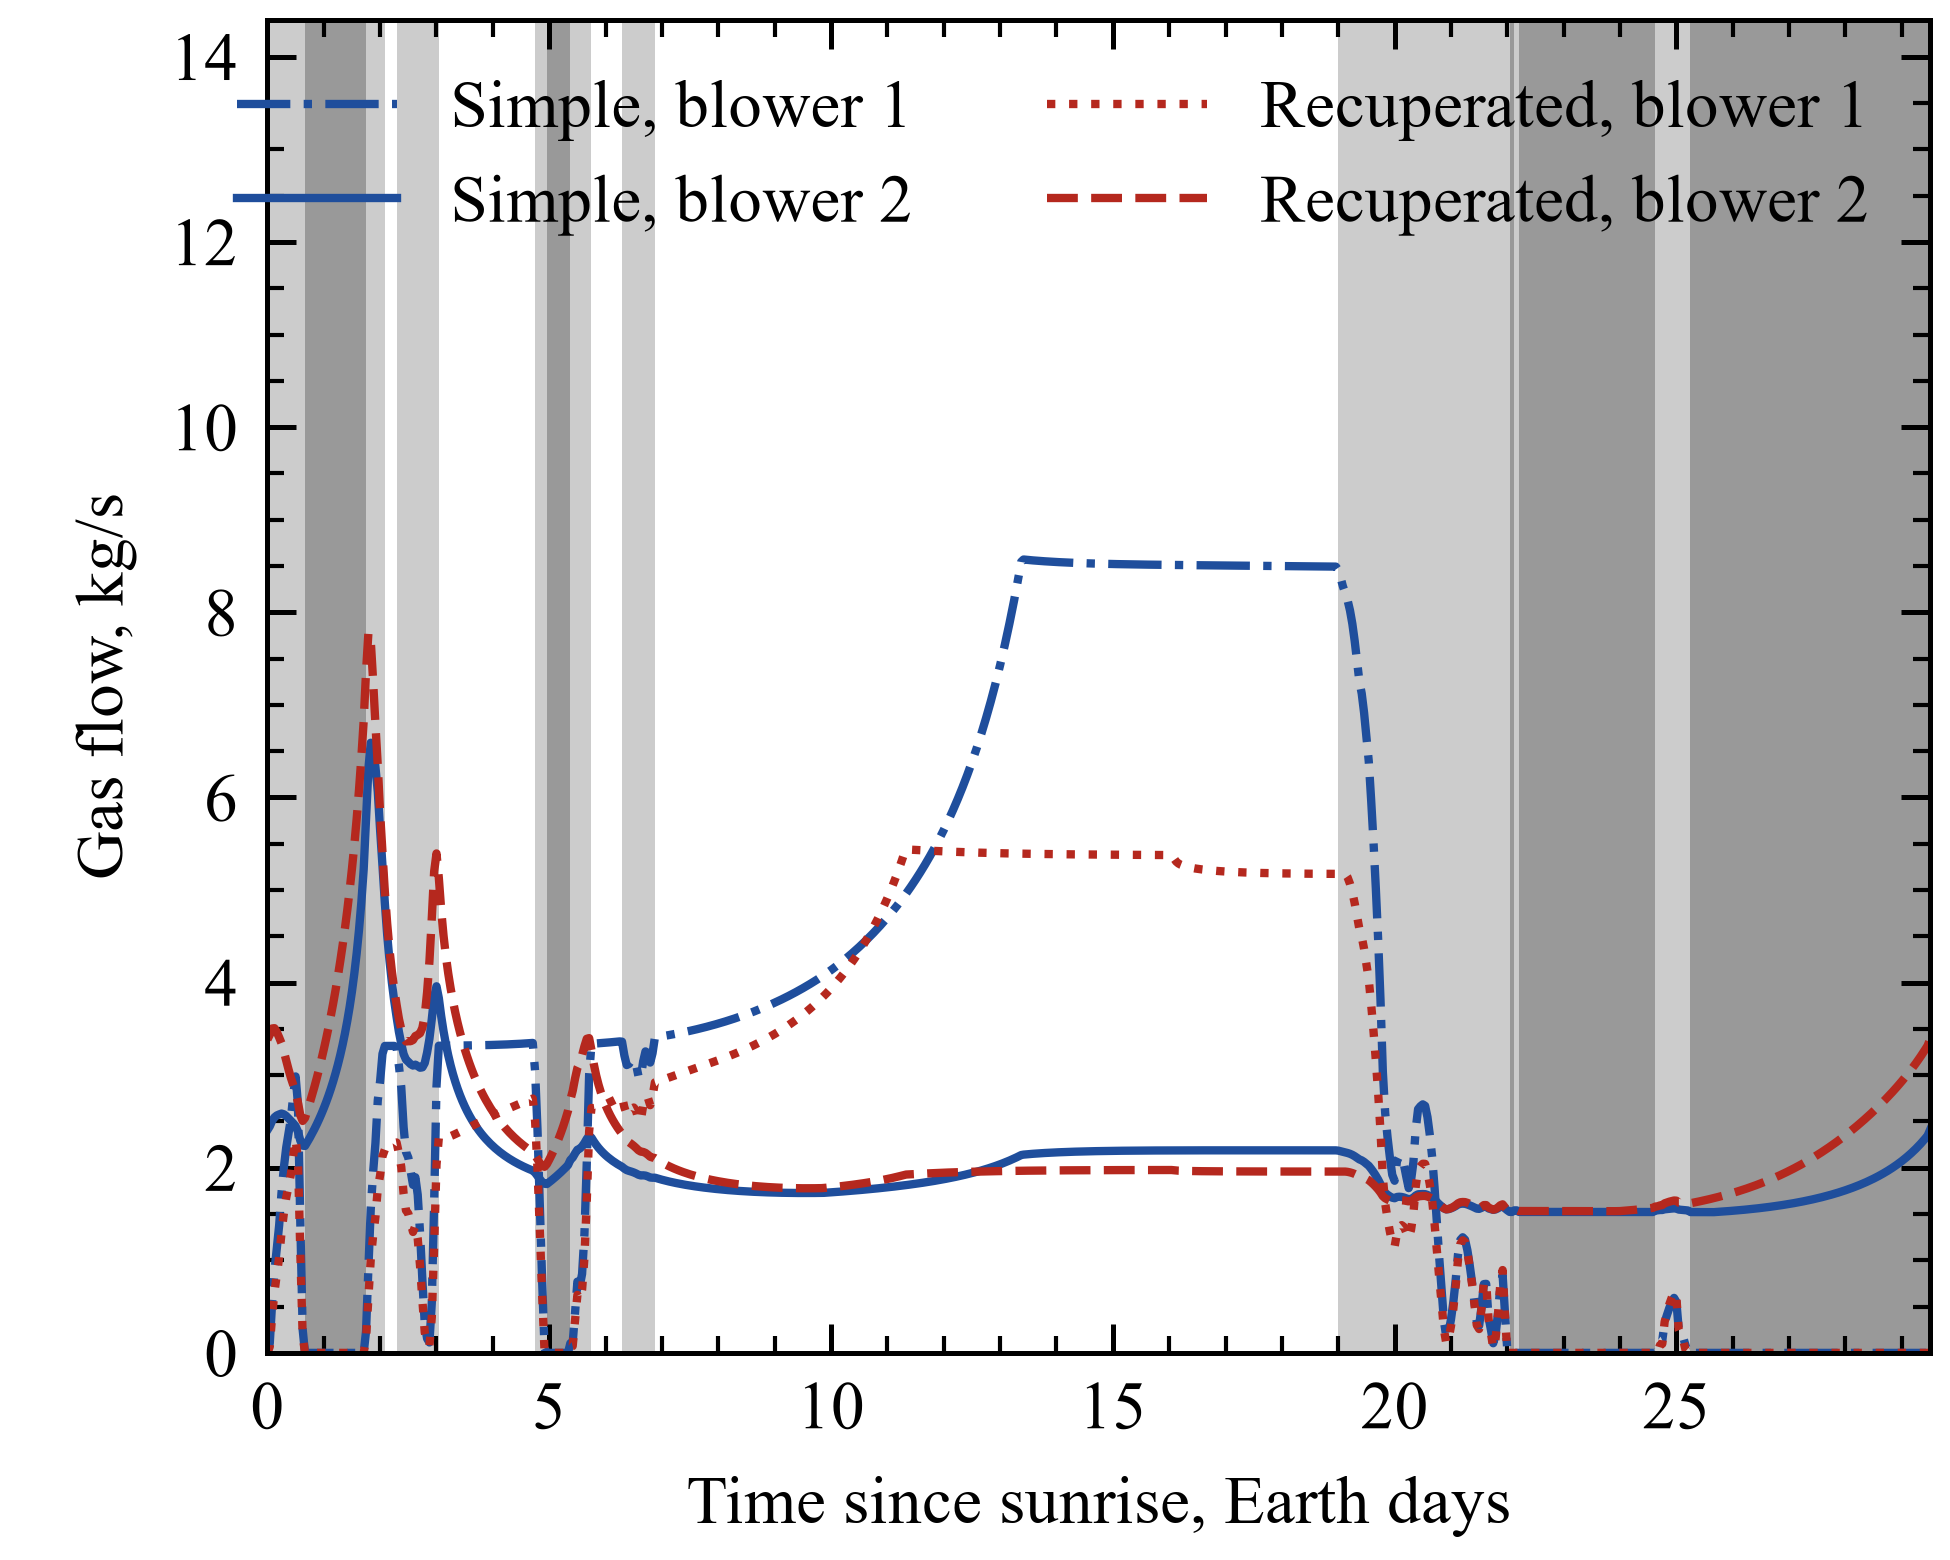 14
12
10
8
6
4
2
0
Gas flow, kg/s
Simple, blower 1
Simple, blower 2
Recuperated, blower 1
Recuperated, blower 2
0 5 10 15 20 25
Time since sunrise, Earth days